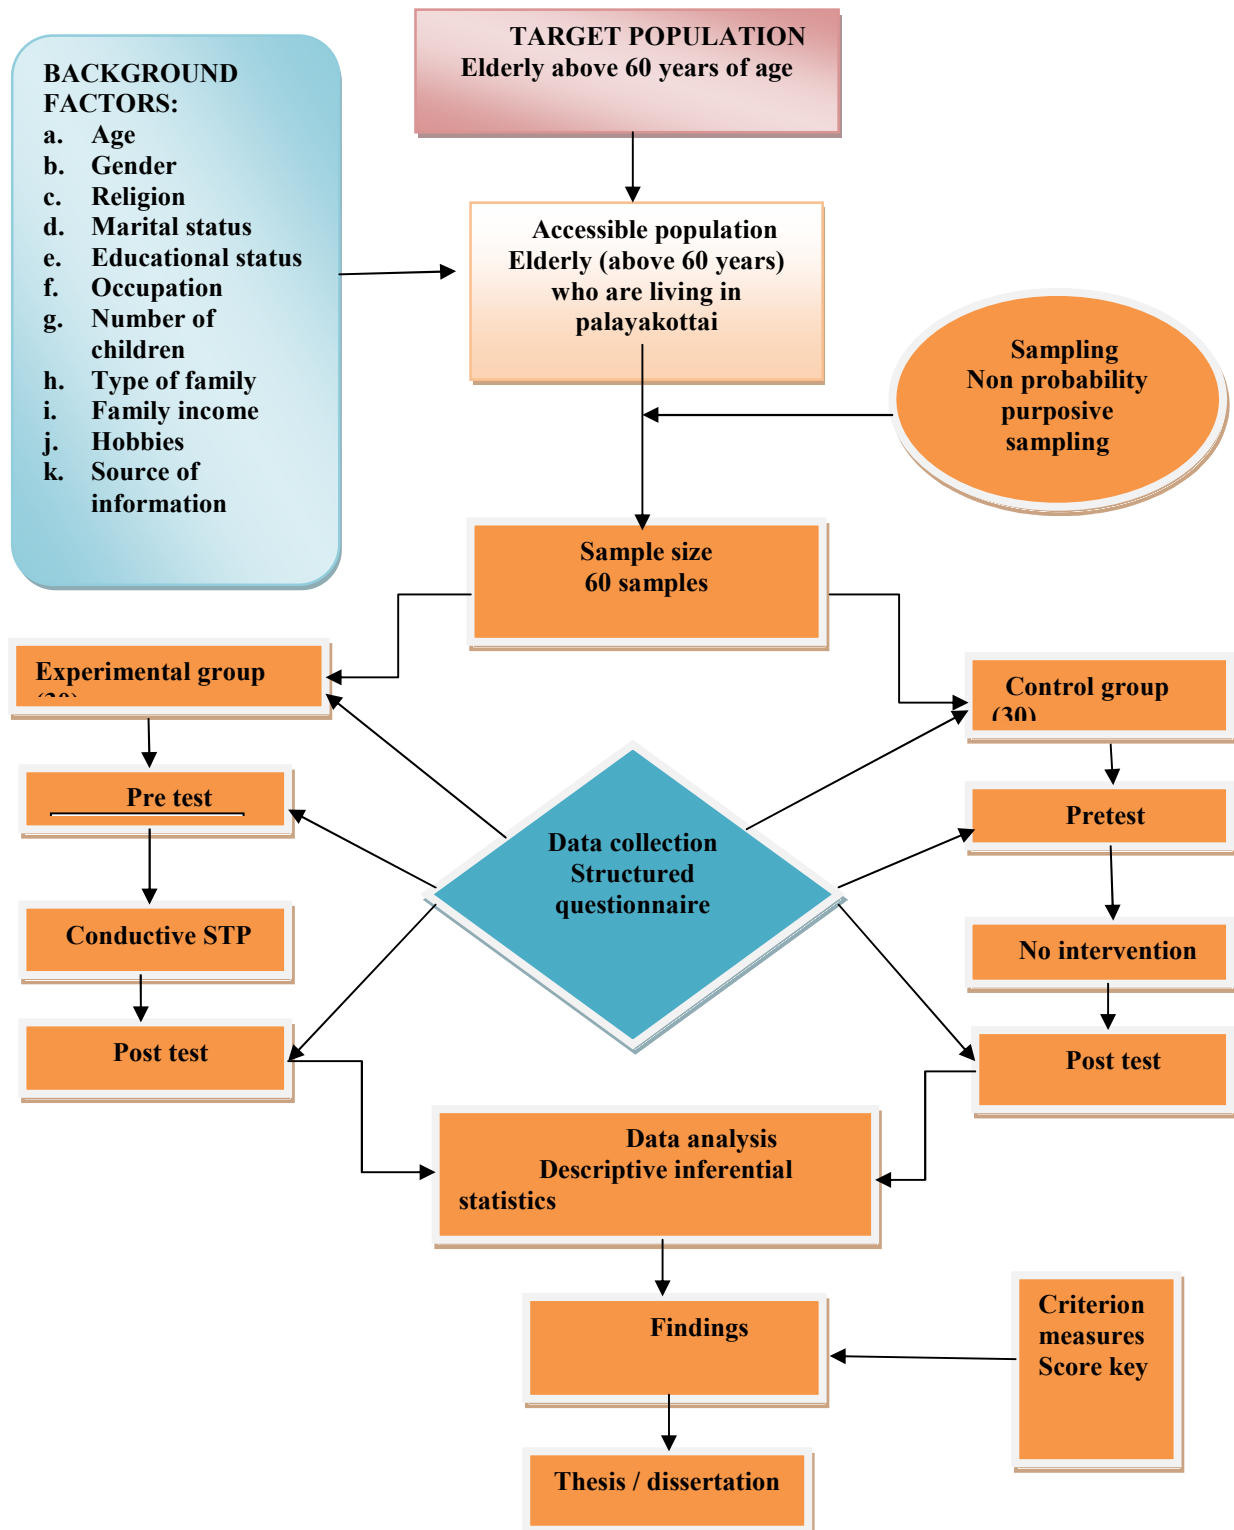 TARGET POPULATION
Elderly above 60 years of age
BACKGROUND
FACTORS:
a. Age
b. Gender
c. Religion
d. Marital status
e. Educational status
f. Occupation
g. Number of
children
h. Type of family
i. Family income
j. Hobbies
k. Source of
information
Accessible population
Elderly (above 60 years)
who are living in
palayakottai
Sampling
Non probability
purposive
sampling
Sample size
60 samples
Experimental group
Control group
(30)
Pre test
Pretest
Data collection
Structured
questionnaire
Conductive STP
No intervention
Post test
Post test
Data analysis
Descriptive inferential
statistics
Findings
Criterion
measures
Score key
Thesis / dissertation